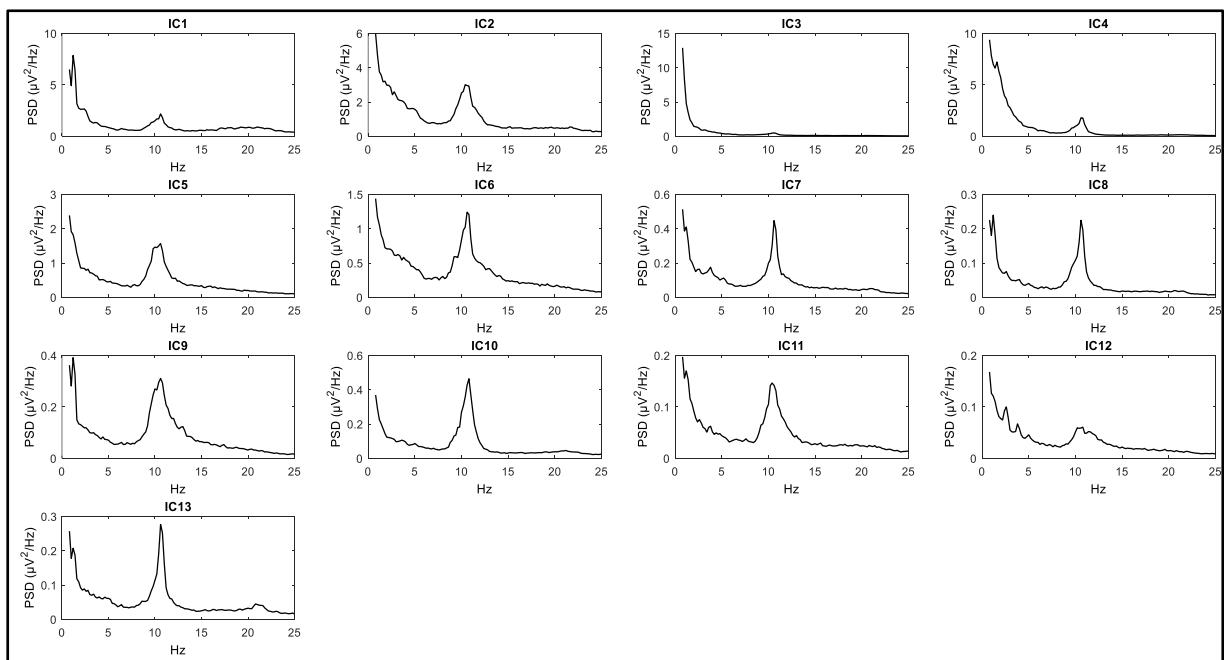 IC1
10
5
0
PSD (µV²/Hz)
0 5 10 15 20 25
Hz
IC2
6
4
2
0
PSD (µV²/Hz)
0 5 10 15 20 25
Hz
IC3
15
10
5
0
PSD (µV²/Hz)
0 5 10 15 20 25
Hz
IC4
10
5
0
PSD (µV²/Hz)
0 5 10 15 20 25
Hz
IC5
3
2
1
0
PSD (µV²/Hz)
0 5 10 15 20 25
Hz
IC6
1.5
1
0.5
0
PSD (µV²/Hz)
0 5 10 15 20 25
Hz
IC7
0.6
0.4
0.2
0
PSD (µV²/Hz)
0 5 10 15 20 25
Hz
IC8
0.3
0.2
0.1
0
PSD (µV²/Hz)
0 5 10 15 20 25
Hz
IC9
0.4
0.2
0
PSD (µV²/Hz)
0 5 10 15 20 25
Hz
IC10
0.6
0.4
0.2
0
PSD (µV²/Hz)
0 5 10 15 20 25
Hz
IC11
0.2
0.1
0
PSD (µV²/Hz)
0 5 10 15 20 25
Hz
IC12
0.2
0.1
0
PSD (µV²/Hz)
0 5 10 15 20 25
Hz
IC13
0.3
0.2
0.1
0
PSD (µV²/Hz)
0 5 10 15 20 25
Hz